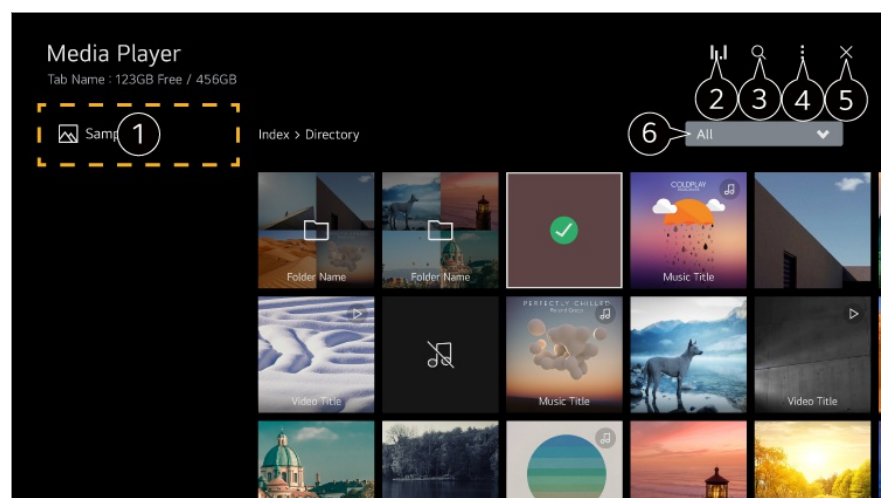 Media Player
Tab Name : 123GB Free / 456GB
2
3
4
5
1
Index > Directory
6
All
COLDPLAY
Folder Name
Folder Name
Music Title
PERFECTLY CHILLED
Video Title
Music Title
Video Title